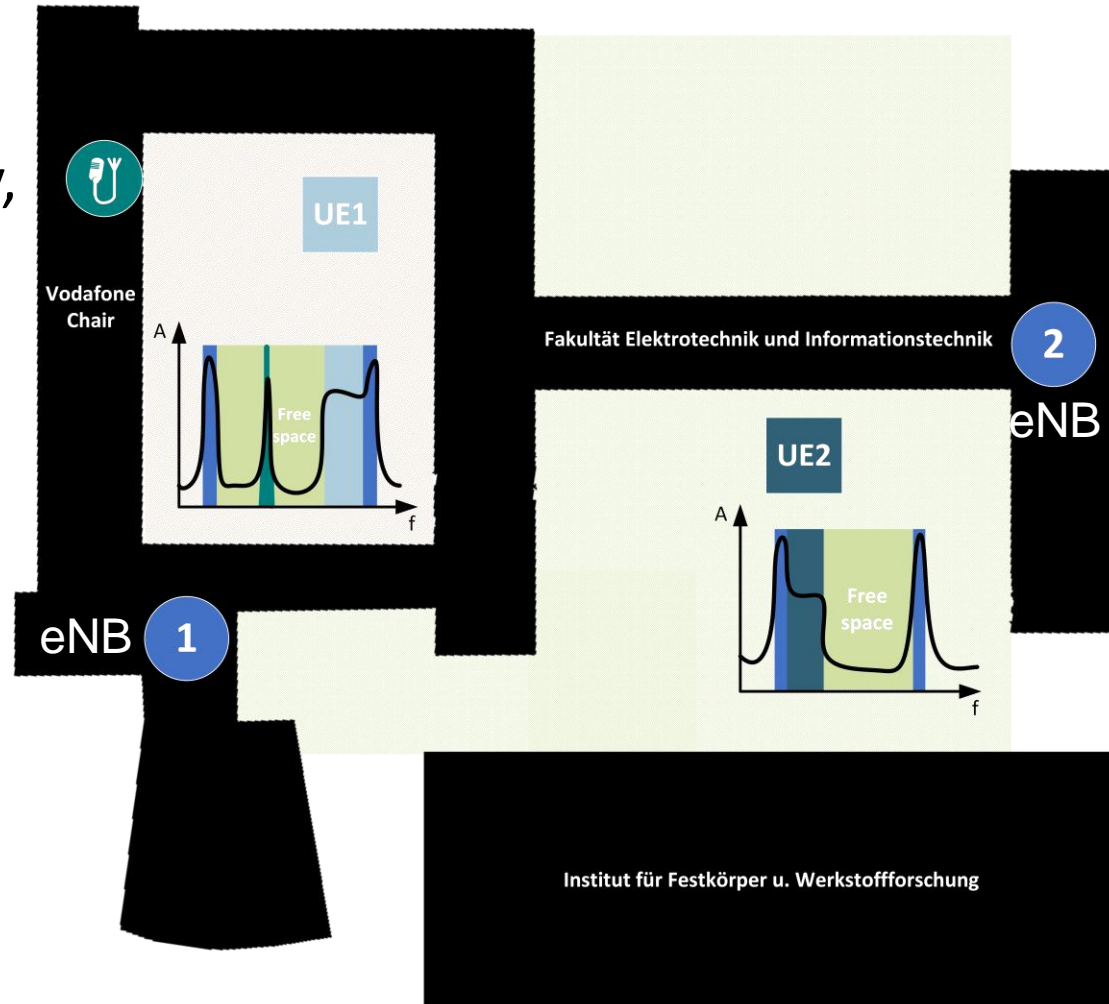 UE1
Vodafone
Chair
A
Free
space
f
Fakultät Elektrotechnik und Informationstechnik
2
eNB
UE2
A
Free
space
f
eNB 1
Institut für Festkörper u. Werkstoffforschung